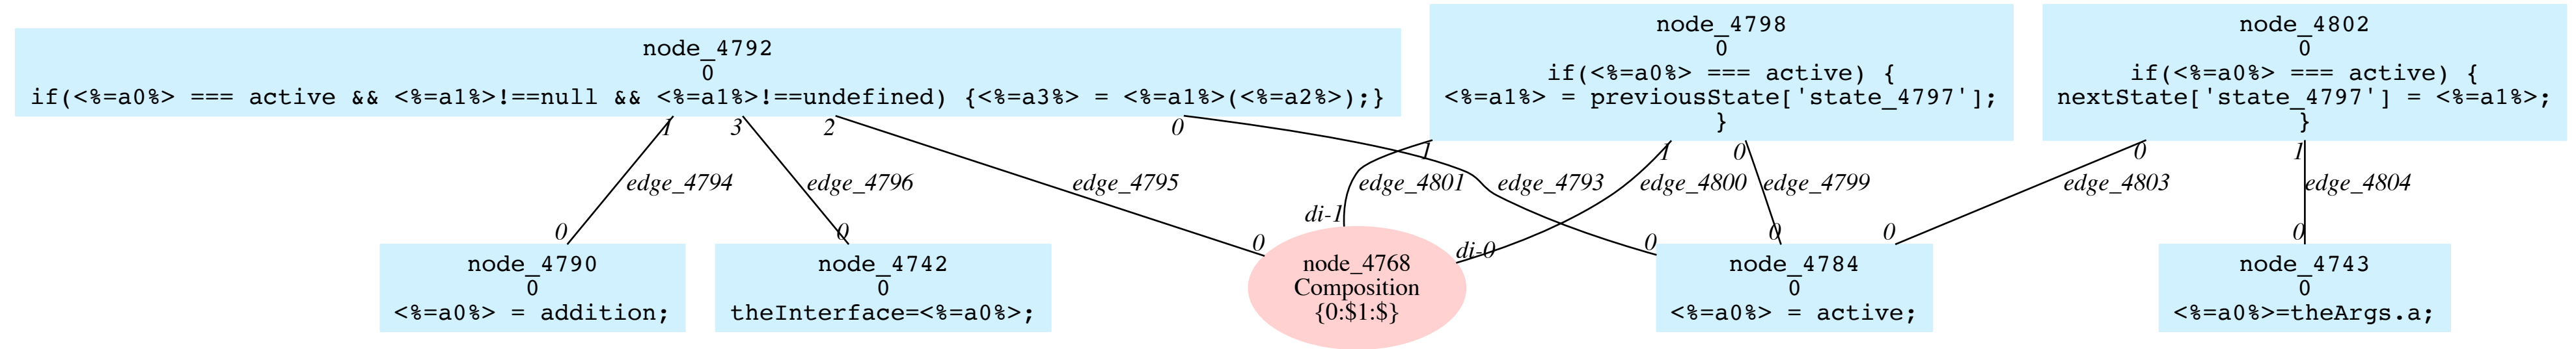 node_4792
0
if(<%=a0%> === active && <%=a1%>!==null && <%=a1%>!==undefined) {<%=a3%> = <%=a1%>(<%=a2%>);}
node_4798
0
if(<%=a0%> === active) {
<%=a1%> = previousState['state_4797'];
}
node_4802
0
if(<%=a0%> === active) {
nextState['state_4797'] = <%=a1%>;
}
1
3
2
0
1
1
0
0
1
edge_4794
edge_4796
edge_4795
edge_4801
edge_4793
edge_4800
edge_4799
edge_4803
edge_4804
0
0
0
di-1
di-0
0
0
0
0
node_4790
0
<%=a0%> = addition;
node_4742
0
theInterface=<%=a0%>;
node_4768
Composition
{0:$1:$}
node_4784
0
<%=a0%> = active;
node_4743
0
<%=a0%>=theArgs.a;